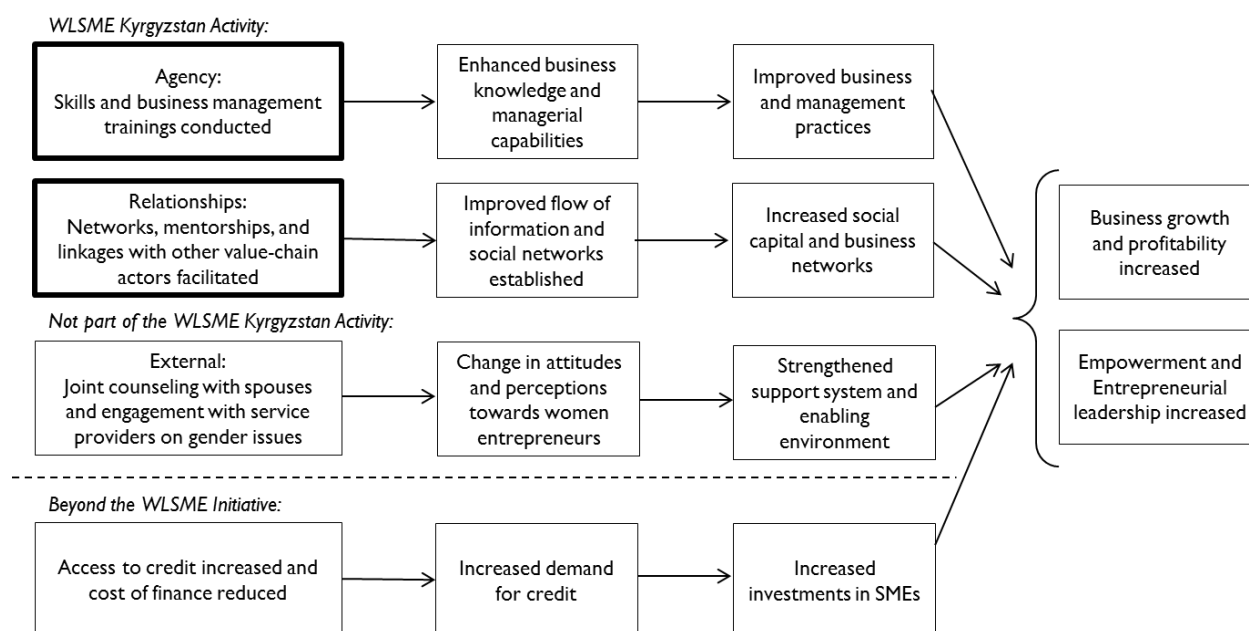 WLSME Kyrgyzstan Activity:
Agency:
Skills and business management
trainings conducted
Enhanced business
knowledge and
managerial
capabilities
Improved business
and management
practices
Relationships:
Networks, mentorships, and
linkages with other value-chain
actors facilitated
Improved flow of
information and
social networks
established
Increased social
capital and business
networks
Business growth
and profitability
increased
Not part of the WLSME Kyrgyzstan Activity:
External:
Joint counseling with spouses
and engagement with service
providers on gender issues
Change in attitudes
and perceptions
towards women
entrepreneurs
Strengthened
support system and
enabling
environment
Empowerment and
Entrepreneurial
leadership increased
Beyond the WLSME Initiative:
Access to credit increased and
cost of finance reduced
Increased demand
for credit
Increased
investments in SMEs